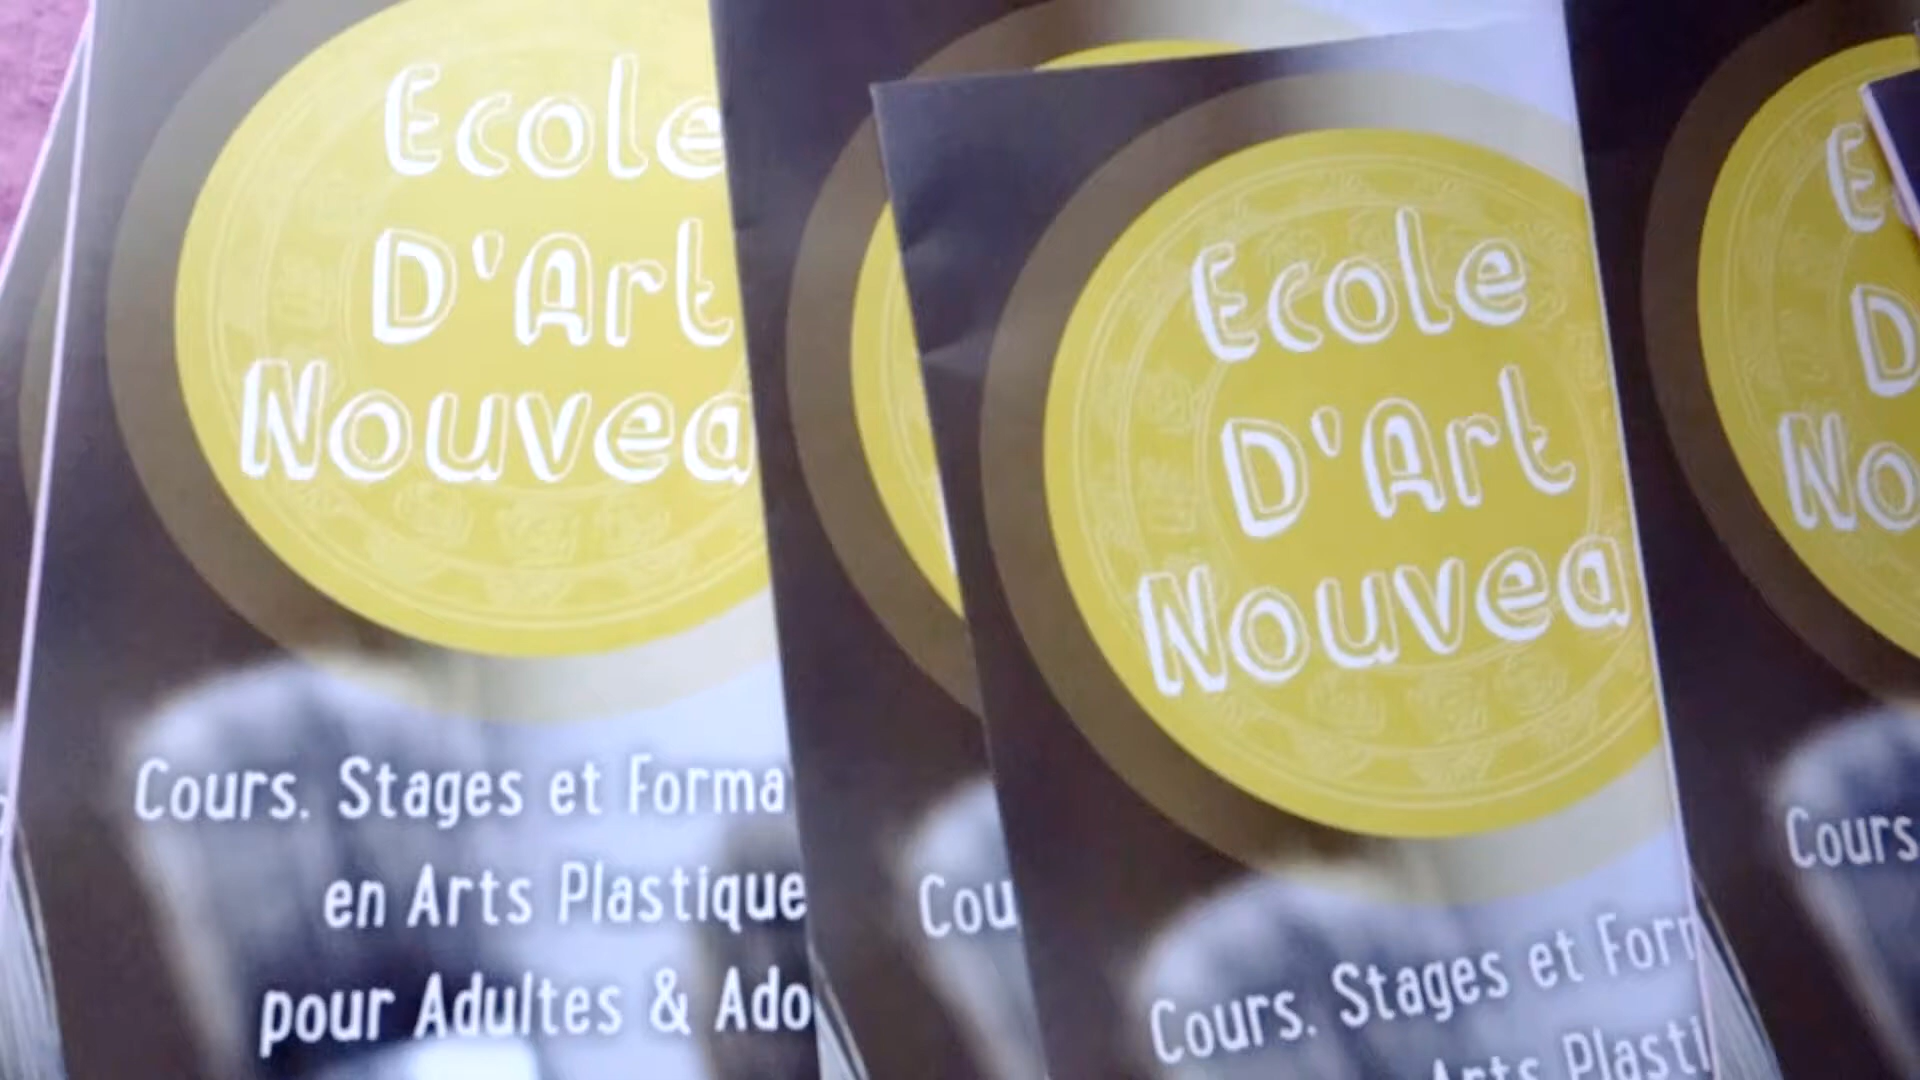 Ecole
D'Art
Nouvea
Cours. Stages et Forma
en Arts Plastique
pour Adultes & Ado
Cou
Ecole
D'Art
Nouvea
Cours. Stages et Form
Arts Plasti
E
D
No
Cours